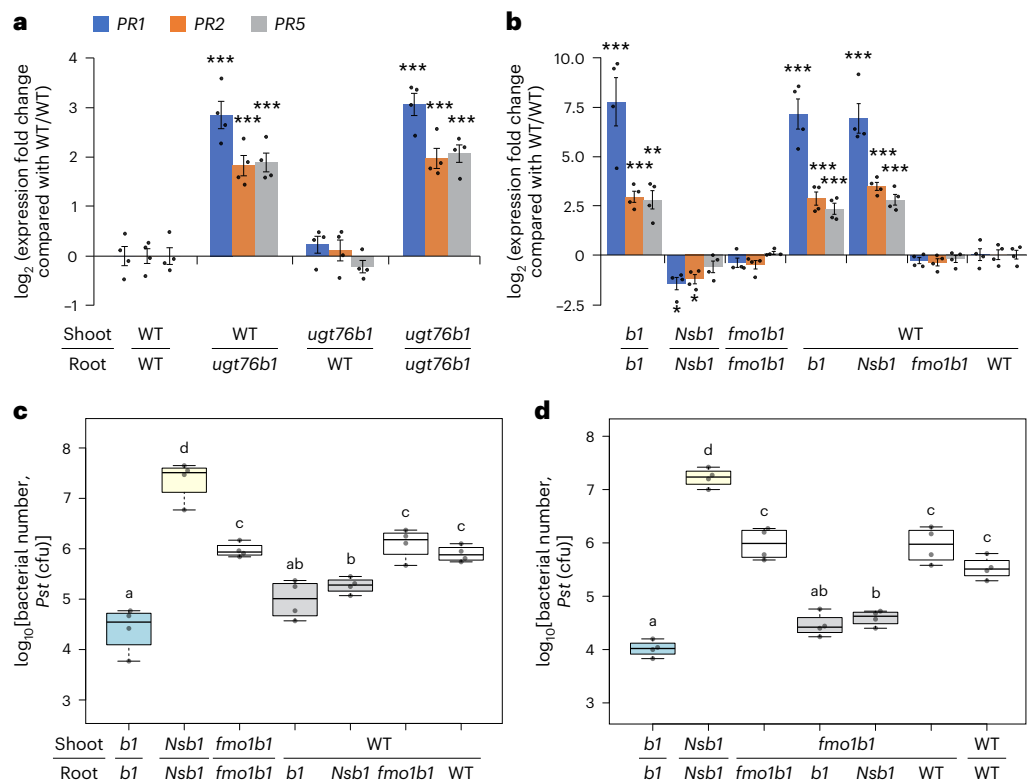 a
PR1 PR2 PR5
log2 (expression fold change
compared with WT/WT)
4
3
2
1
0
–1
*** *** ***
*** *** ***
Shoot WT WT ugt76b1 ugt76b1
Root WT ugt76b1 WT ugt76b1
b
log2 (expression fold change
compared with WT/WT)
10.0
7.5
5.0
2.5
0
–2.5
*** *** **
* *
*** *** ***
*** *** ***
b1 Nsb1 fmo1b1 WT
b1 Nsb1 fmo1b1 b1 Nsb1 fmo1b1 WT
c
log10[bacterial number,
Pst (cfu)]
8
7
6
5
4
3
a d c ab b c c
Shoot b1 Nsb1 fmo1b1 WT
Root b1 Nsb1 fmo1b1 b1 Nsb1 fmo1b1 WT
d
log10[bacterial number,
Pst (cfu)]
8
7
6
5
4
3
a d c ab b c c
b1 Nsb1 fmo1b1 WT
b1 Nsb1 fmo1b1 b1 Nsb1 WT WT